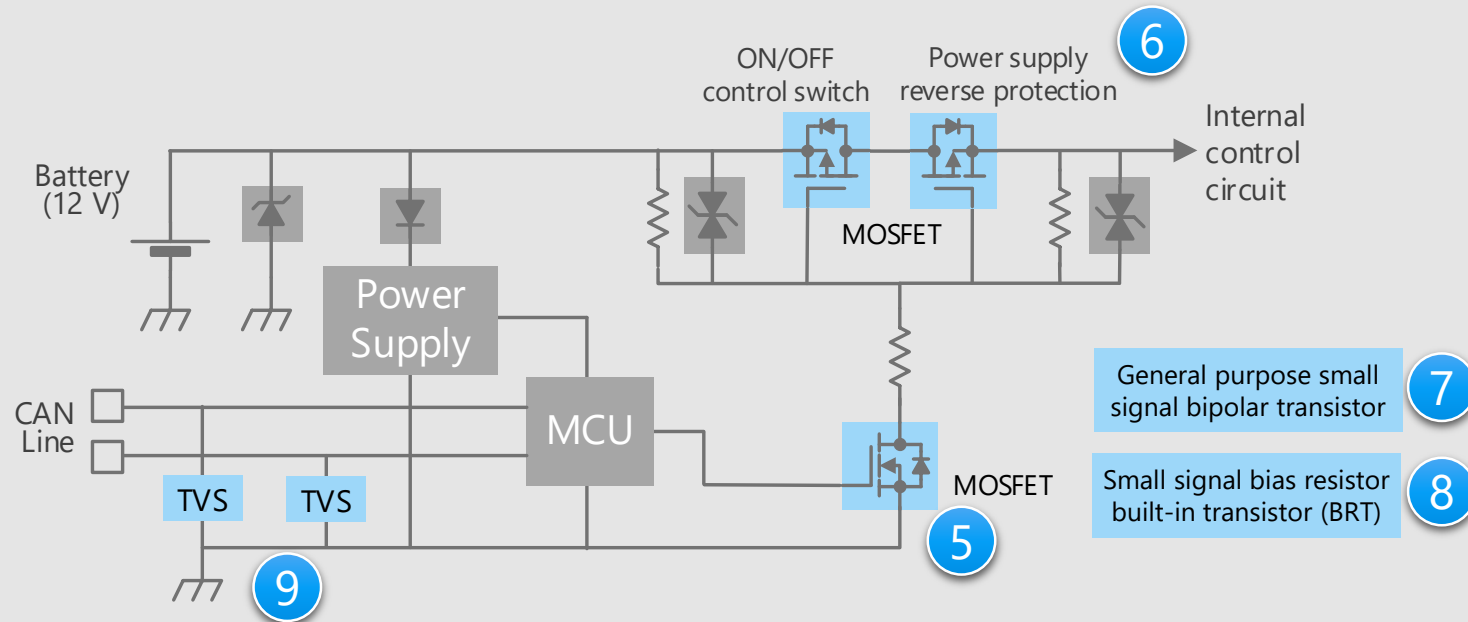 6
ON/OFF
control switch
Power supply
reverse protection
Internal
control
circuit
Battery
(12 V)
MOSFET
Power
Supply
General purpose small
signal bipolar transistor
7
CAN
Line
MCU
TVS
TVS
MOSFET
Small signal bias resistor
built-in transistor (BRT)
8
5
9